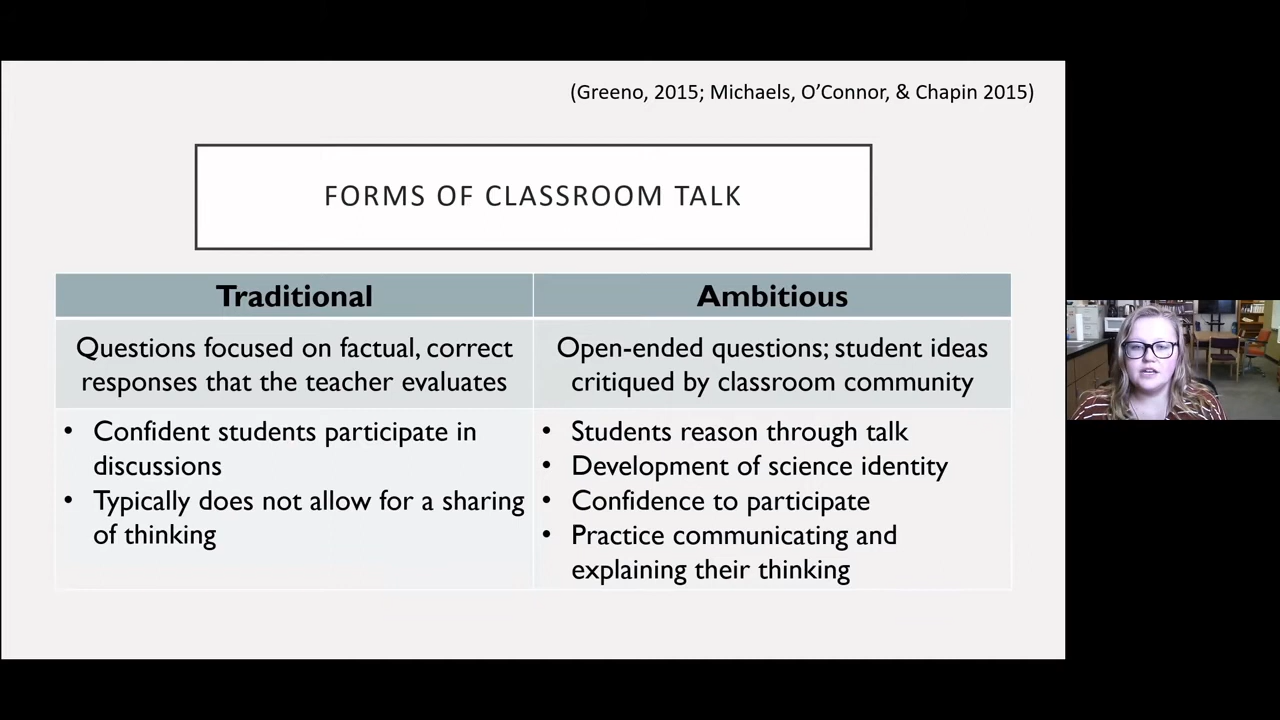 (Greeno, 2015; Michaels, O’Connor, & Chapin 2015)
FORMS OF CLASSROOM TALK
Traditional
Ambitious
Questions focused on factual, correct
responses that the teacher evaluates
Open-ended questions; student ideas
critiqued by classroom community
• Confident students participate in
discussions
• Typically does not allow for a sharing
of thinking
• Students reason through talk
• Development of science identity
• Confidence to participate
• Practice communicating and
explaining their thinking